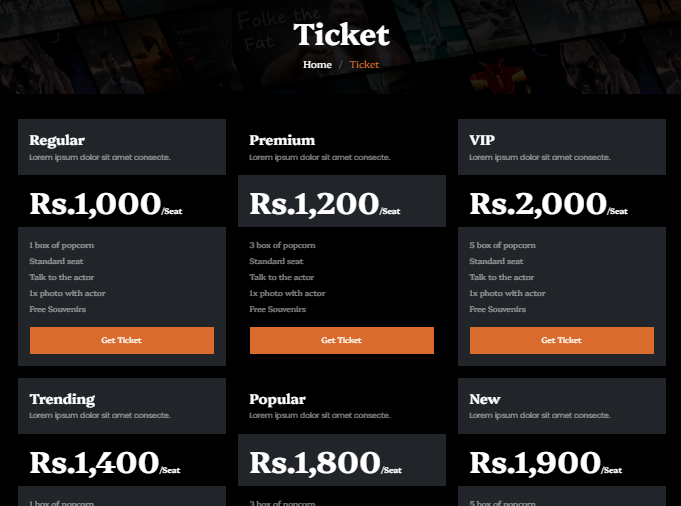 Folke the
Fat
Ticket
Home / Ticket
Regular
Lorem ipsum dolor sit amet consecte.
Rs.1,000/Seat
1 box of popcorn
Standard seat
Talk to the actor
1x photo with actor
Free Souvenirs
Get Ticket
Premium
Lorem ipsum dolor sit amet consecte.
Rs.1,200/Seat
3 box of popcorn
Standard seat
Talk to the actor
1x photo with actor
Free Souvenirs
Get Ticket
VIP
Lorem ipsum dolor sit amet consecte.
Rs.2,000/Seat
5 box of popcorn
Standard seat
Talk to the actor
1x photo with actor
Free Souvenirs
Get Ticket
Trending
Lorem ipsum dolor sit amet consecte.
Rs.1,400/Seat
1 box of popcorn
Popular
Lorem ipsum dolor sit amet consecte.
Rs.1,800/Seat
3 box of popcorn
New
Lorem ipsum dolor sit amet consecte.
Rs.1,900/Seat
5 box of popcorn